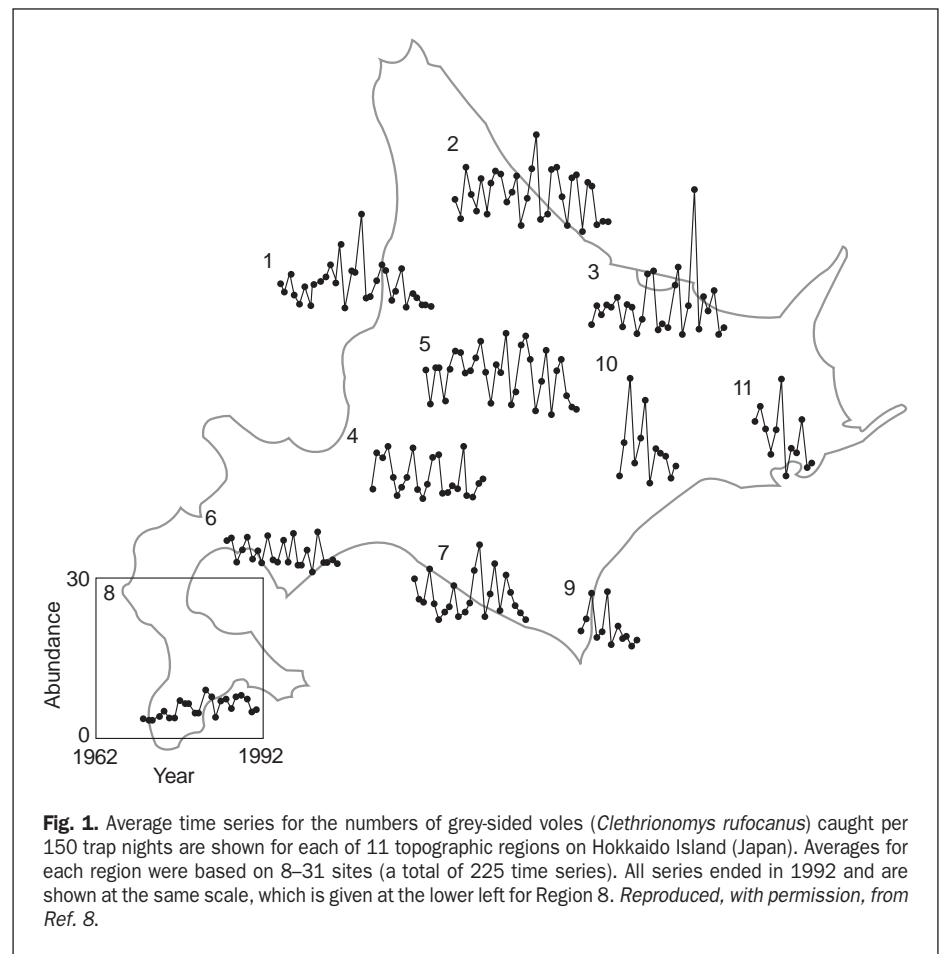 2
1
3
5
10
11
4
6
7
9
30
8
Abundance
0
1962
1992
Year
Fig. 1. Average time series for the numbers of grey-sided voles (Clethrionomys rufocanus) caught per
150 trap nights are shown for each of 11 topographic regions on Hokkaido Island (Japan). Averages for
each region were based on 8–31 sites (a total of 225 time series). All series ended in 1992 and are
shown at the same scale, which is given at the lower left for Region 8. Reproduced, with permission, from
Ref. 8.